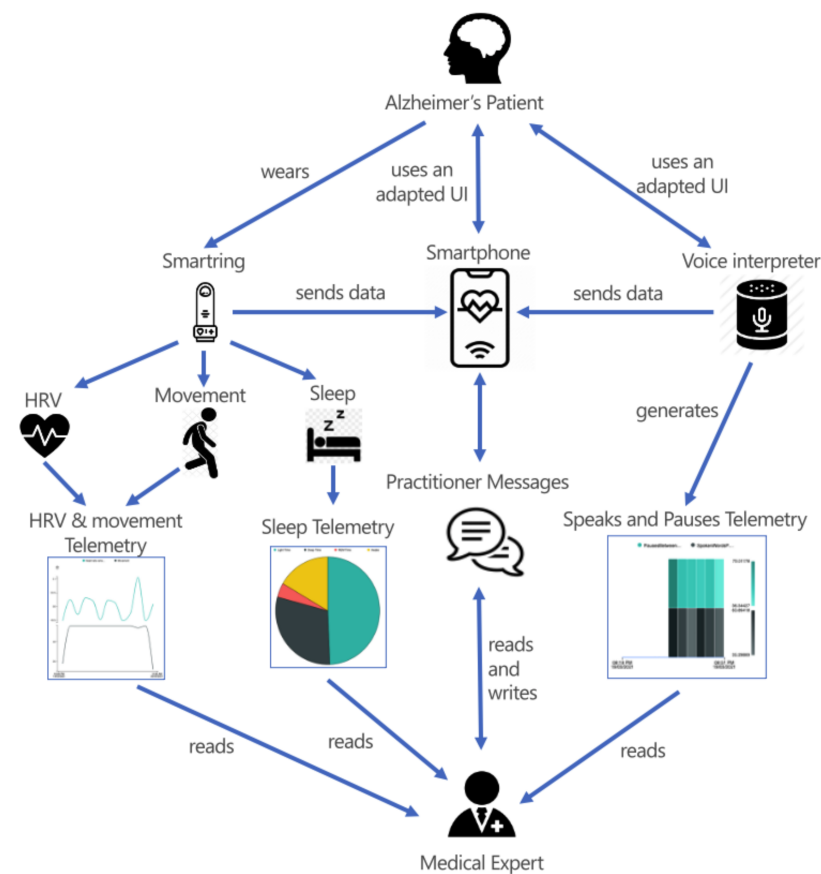 Alzheimer's Patient
wears
uses an
adapted UI
uses an
adapted UI
Smartring
Smartphone
Voice interpreter
sends data
sends data
HRV
Movement
Sleep
z z z
generates
Practitioner Messages
HRV & movement
Telemetry
Sleep Telemetry
Speaks and Pauses Telemetry
reads
and
writes
reads
reads
reads
Medical Expert